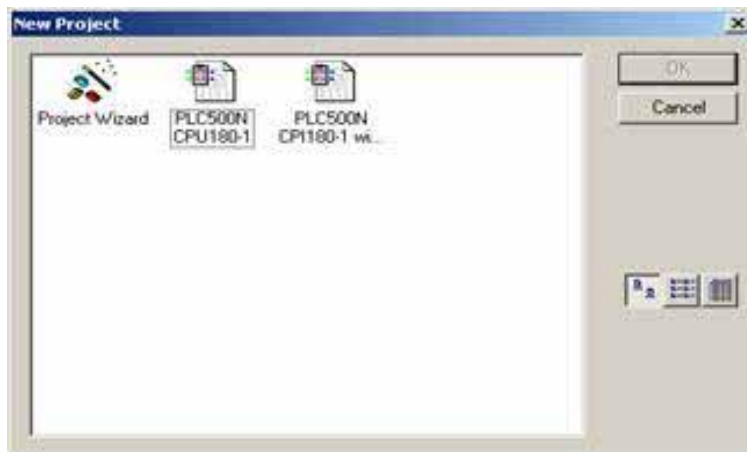 New Project
Project Wizard
PLC500N
CPU180-1
PLC500N
CPI180-1 wi...
OK
Cancel